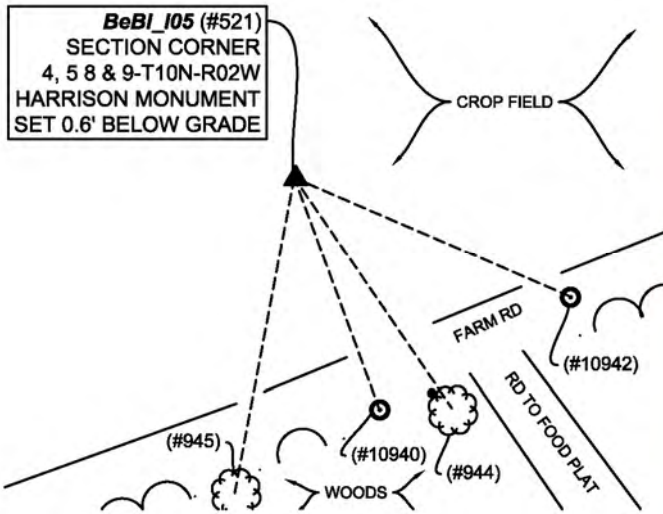 BeBI_I05 (#521)
SECTION CORNER
4, 5 8 & 9-T10N-R02W
HARRISON MONUMENT
SET 0.6' BELOW GRADE
CROP FIELD
FARM RD
(#10942)
RD TO FOOD PLAT
(#945)
(#10940)
(#944)
WOODS